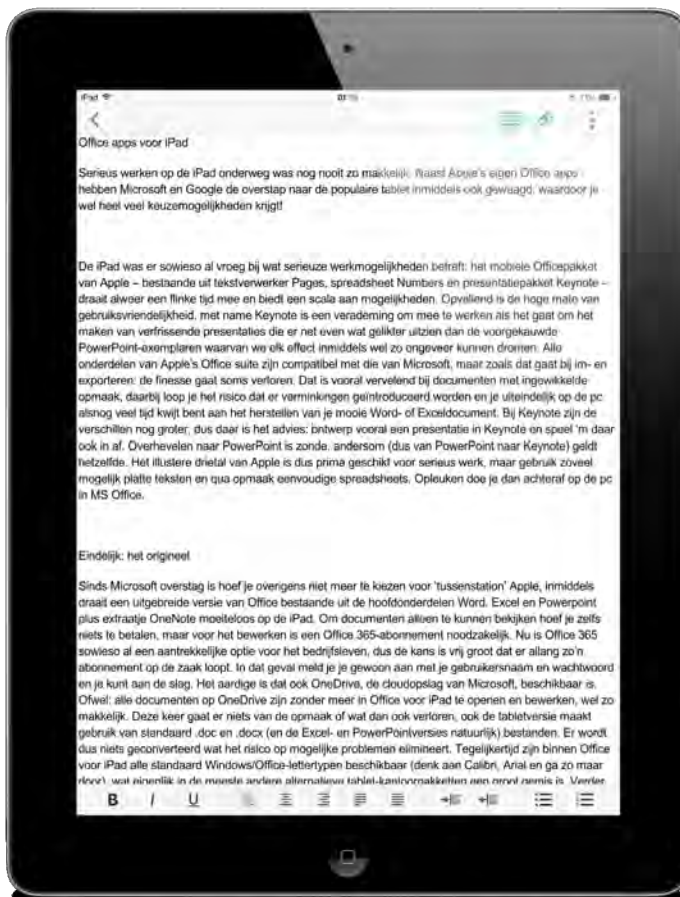 iPad
Office apps voor iPad
Serieus werken op de iPad onderweg was nog nooit zo makkelijk. Naast Apple's eigen Office apps
hebben Microsoft en Google de overstap naar de populaire tablet inmiddels ook gewaagd, waardoor je
wel heel veel keuzemogelijkheden krijgt!
De iPad was er sowieso al vroeg bij wat serieuze werkmogelijkheden betreft: het mobiele Officepakket
van Apple – bestaande uit tekstverwerker Pages, spreadsheet Numbers en presentatiepakket Keynote –
draait alweer een flinke tijd mee en biedt een scala aan mogelijkheden. Opvallend is de hoge mate van
gebruiksvriendelijkheid, met name Keynote is een verademing om mee te werken als het gaat om het
maken van verfrissende presentaties die er net even wat gelikter uitzien dan de voorgekauwde
PowerPoint-exemplaren waarvan we elk effect inmiddels wel zo ongeveer kunnen dromen. Alle
onderdelen van Apple's Office suite zijn compatibel met die van Microsoft, maar zoals dat gaat bij im- en
exporteren: de finesse gaat soms verloren. Dat is vooral vervelend bij documenten met ingewikkelde
opmaak, daarbij loop je het risico dat er verminkingen geïntroduceerd worden en je uiteindelijk op de pc
alsnog veel tijd kwijt bent aan het herstellen van je mooie Word- of Exceldocument. Bij Keynote zijn de
verschillen nog groter, dus daar is het advies: ontwerp vooral een presentatie in Keynote en speel 'm daar
ook in af. Overhevelen naar PowerPoint is zonde, andersom (dus van PowerPoint naar Keynote) geldt
hetzelfde. Het illustere drietal van Apple is dus prima geschikt voor serieus werk, maar gebruik zoveel
mogelijk platte teksten en qua opmaak eenvoudige spreadsheets. Opleuken doe je dan achteraf op de pc
in MS Office.
Eindelijk: het origineel
Sinds Microsoft overstag is hoef je overigens niet meer te kiezen voor 'tussenstation' Apple, inmiddels
draait een uitgebreide versie van Office bestaande uit de hoofdonderdelen Word, Excel en Powerpoint
plus extraatje OneNote moeiteloos op de iPad. Om documenten alleen te kunnen bekijken hoef je zelfs
niets te betalen, maar voor het bewerken is een Office 365-abonnement noodzakelijk. Nu is Office 365
sowieso al een aantrekkelijke optie voor het bedrijfsleven, dus de kans is vrij groot dat er allang zo'n
abonnement op de zaak loopt. In dat geval meld je je gewoon aan met je gebruikersnaam en wachtwoord
en je kunt aan de slag. Het aardige is dat ook OneDrive, de cloudopslag van Microsoft, beschikbaar is.
Ofwel: alle documenten op OneDrive zijn zonder meer in Office voor iPad te openen en bewerken, wel zo
makkelijk. Deze keer gaat er niets van de opmaak of wat dan ook verloren, ook de tabletversie maakt
gebruik van standaard .doc en .docx (en de Excel- en PowerPointversies natuurlijk) bestanden. Er wordt
dus niets geconverteerd wat het risico op mogelijke problemen elimineert. Tegelijkertijd zijn binnen Office
voor iPad alle standaard Windows/Office-lettertypen beschikbaar (denk aan Calibri, Arial en ga zo maar
door), wat eigenlijk in de meeste andere alternatieve tablet-kantoorpakketten een groot gemis is. Verder
B I U